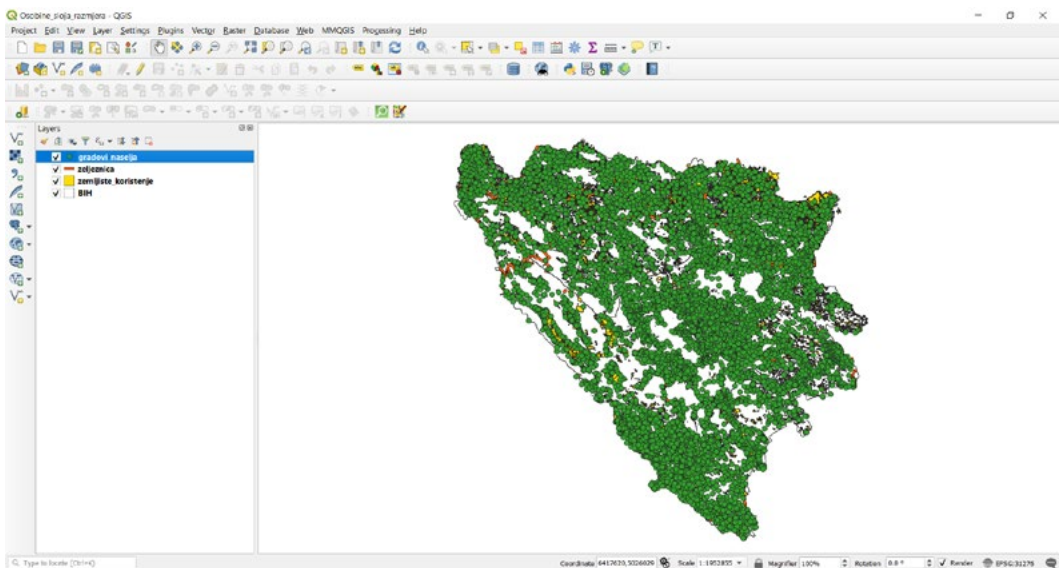 Osobine_sloja_razmjera - QGIS
Project Edit View Layer Settings Plugins Vector Raster Database Web MMQGIS Processing Help
Layers
gradovi_naselja
zeljeznica
zemljiste_koristenje
BIH
Type to locate (Ctrl+K)
Coordinate 6417620,5026029 Scale 1:1952855 Magnifier 100% Rotation 0.0 ° Render EPSG:31276